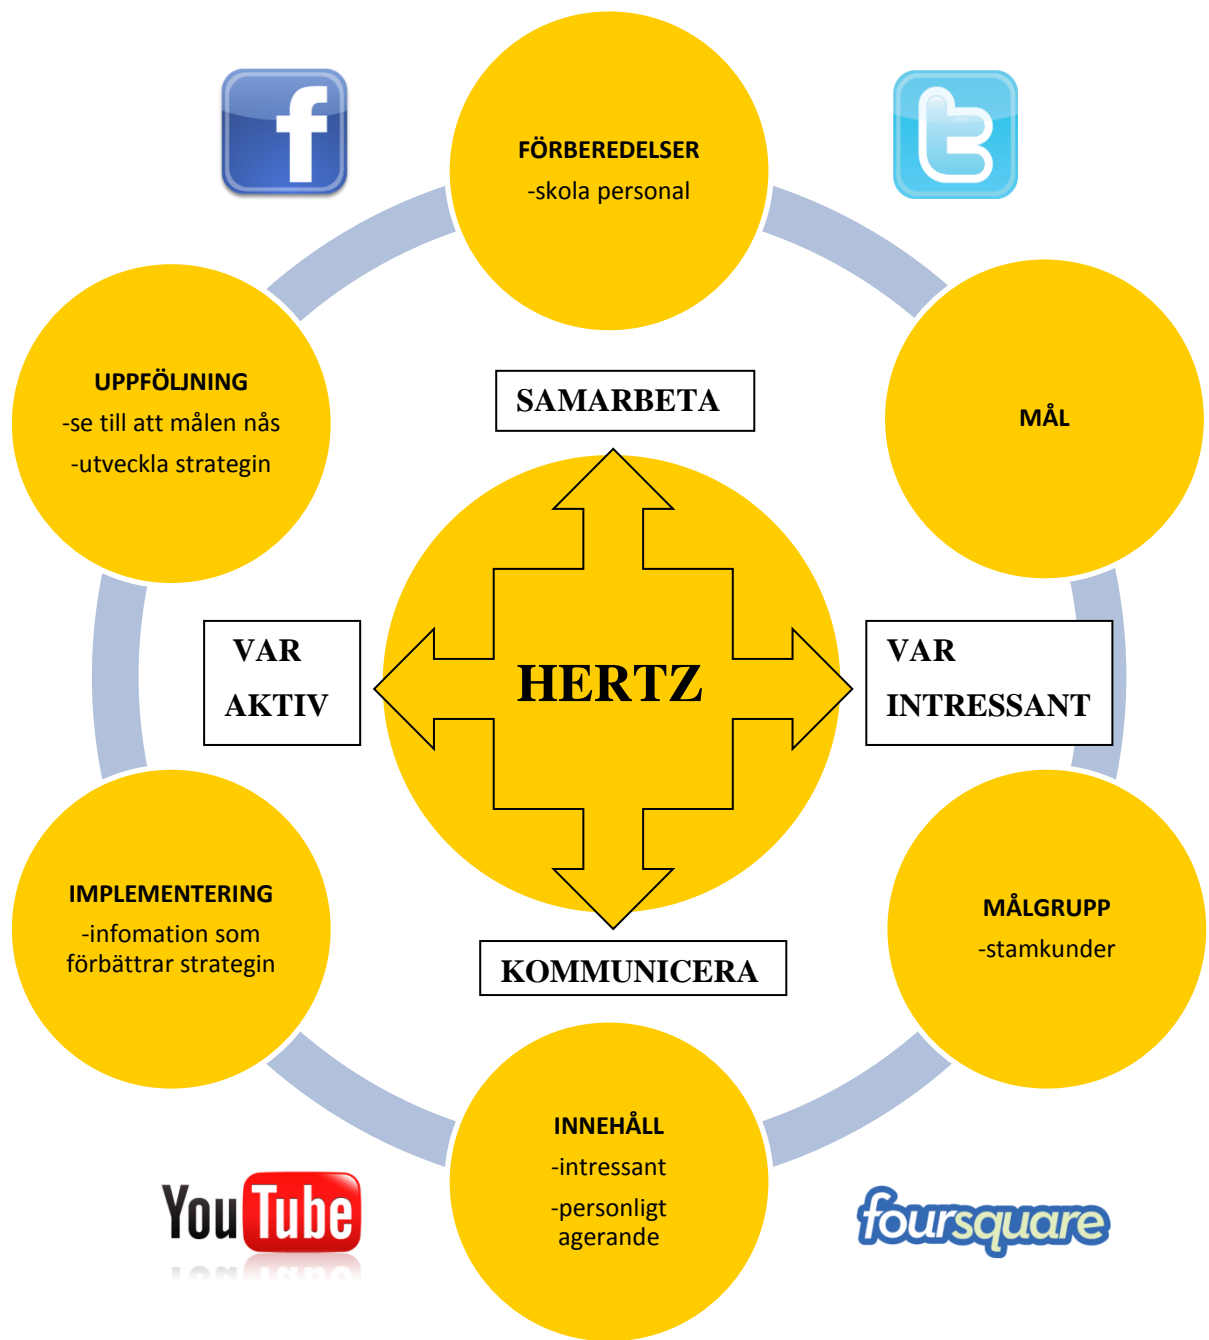 f
t
FÖRBEREDELSER
-skola personal
UPPFÖLJNING
-se till att målen nås
-utveckla strategin
SAMARBETA
MÅL
VAR
AKTIV
HERTZ
VAR
INTRESSANT
IMPLEMENTERING
-infomation som
förbättrar strategin
MÅLGRUPP
-stamkunder
KOMMUNICERA
INNEHÅLL
-intressant
-personligt
agerande
YouTube
foursquare